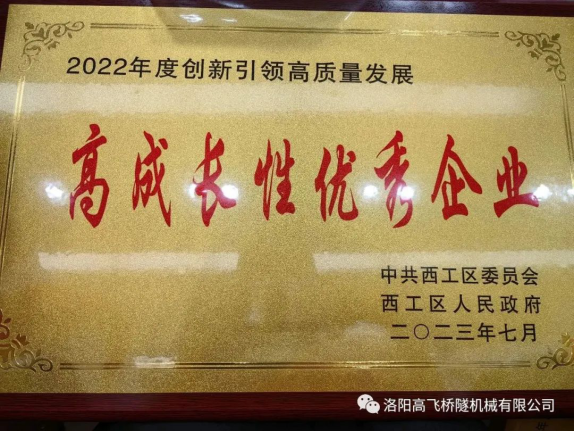 2022年度创新引领高质量发展
高成长性优秀企业
中共西工区委员会
西工区人民政府
二〇二三年七月
洛阳高飞桥隧机械有限公司